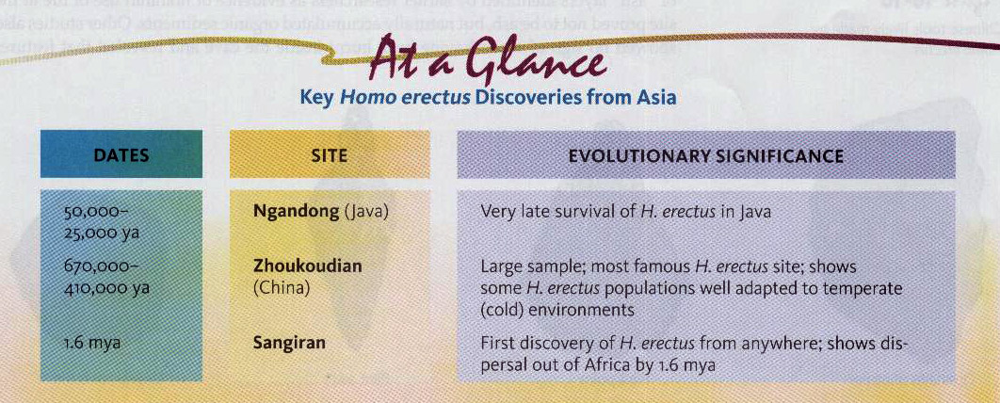 At a Glance
Key Homo erectus Discoveries from Asia
DATES
SITE
EVOLUTIONARY SIGNIFICANCE
50,000–
25,000 ya
Ngandong (Java)
Very late survival of H. erectus in Java
670,000–
410,000 ya
Zhoukoudian
(China)
Large sample; most famous H. erectus site; shows
some H. erectus populations well adapted to temperate
(cold) environments
1.6 mya
Sangiran
First discovery of H. erectus from anywhere; shows dis-
persal out of Africa by 1.6 mya